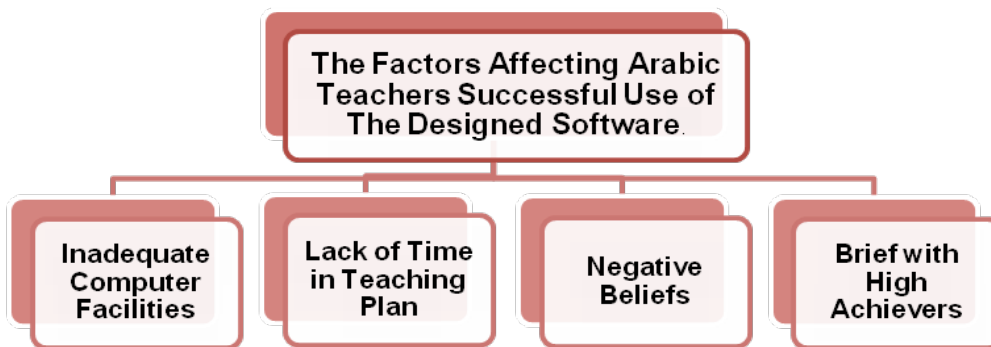 The Factors Affecting Arabic
Teachers Successful Use of
The Designed Software.
Inadequate
Computer
Facilities
Lack of Time
in Teaching
Plan
Negative
Beliefs
Brief with
High
Achievers